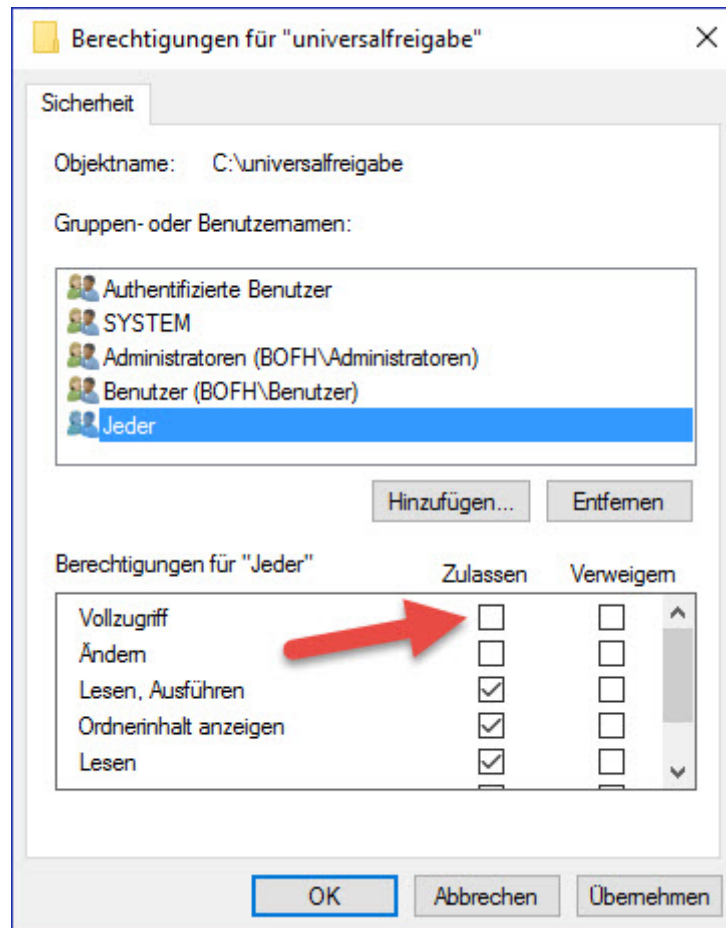 Berechtigungen für "universalfreigabe"
Sicherheit
Objektname: C:\universalfreigabe
Gruppen- oder Benutzernamen:
Authentifizierte Benutzer
SYSTEM
Administratoren (BOFH\Administratoren)
Benutzer (BOFH\Benutzer)
Jeder
Hinzufügen... Entfernen
Berechtigungen für "Jeder" Zulassen Verweigern
Vollzugriff
Ändern
Lesen, Ausführen
Ordnerinhalt anzeigen
Lesen
OK Abbrechen Übernehmen